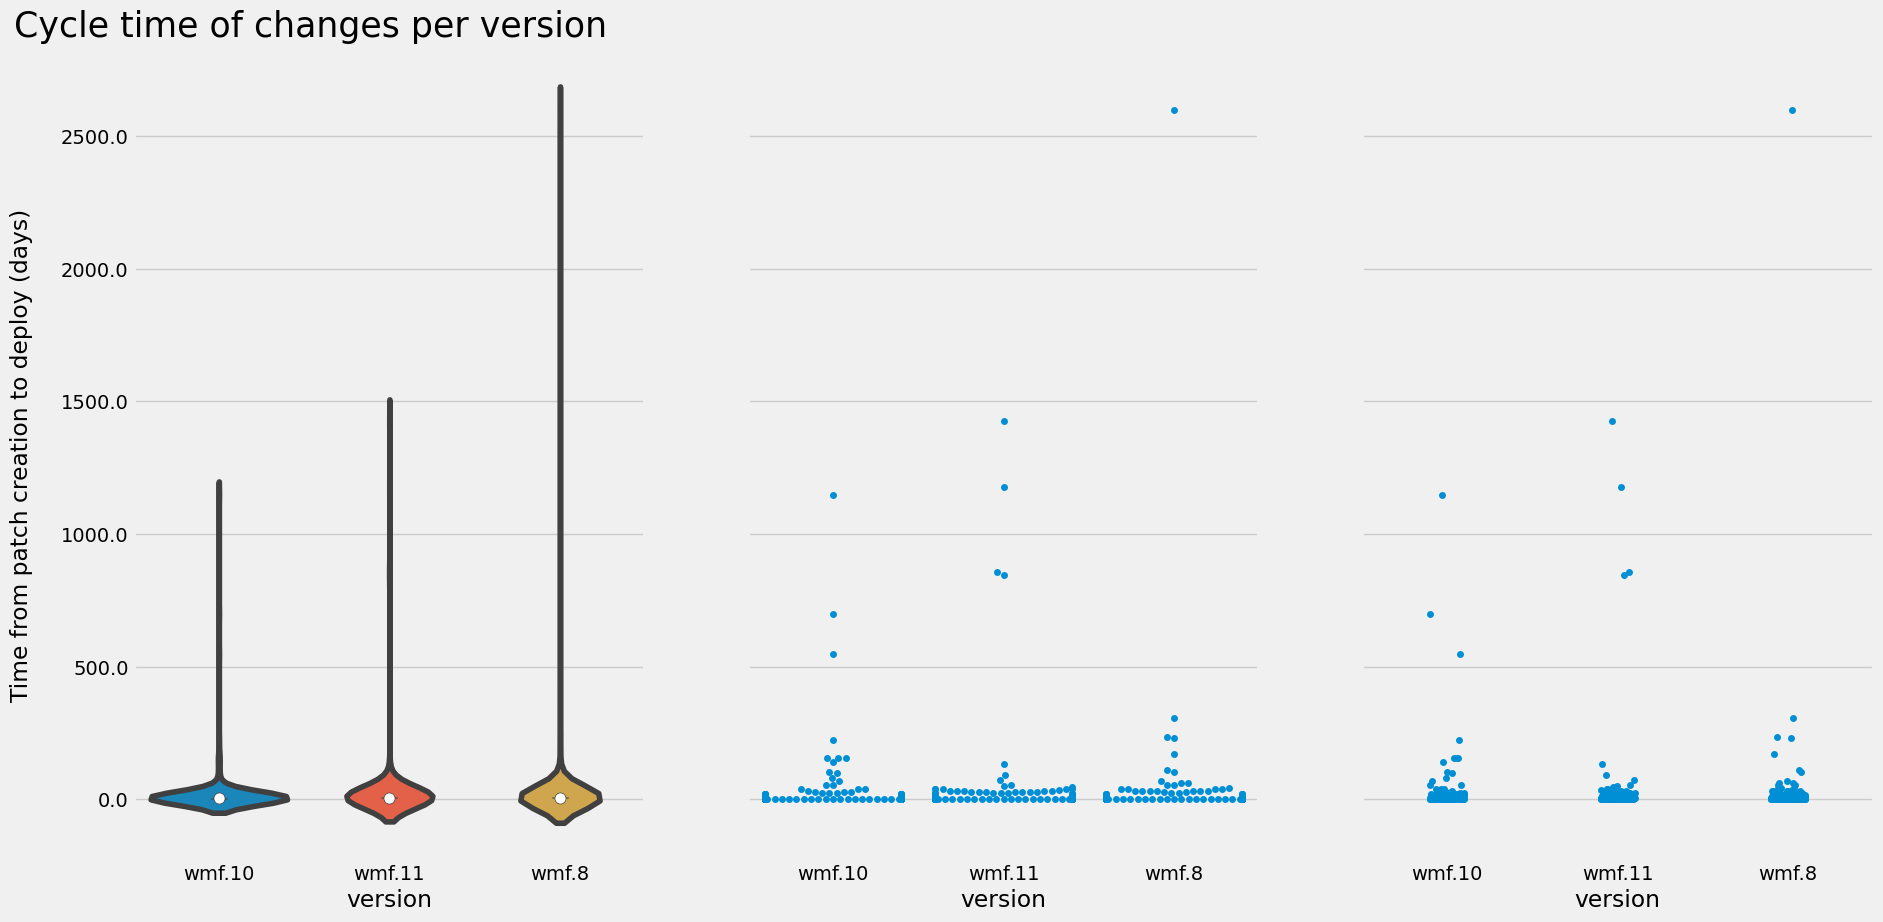 Cycle time of changes per version
Time from patch creation to deploy (days)
2500.0
2000.0
1500.0
1000.0
500.0
0.0
wmf.10 wmf.11 wmf.8
version
wmf.10 wmf.11 wmf.8
version
wmf.10 wmf.11 wmf.8
version